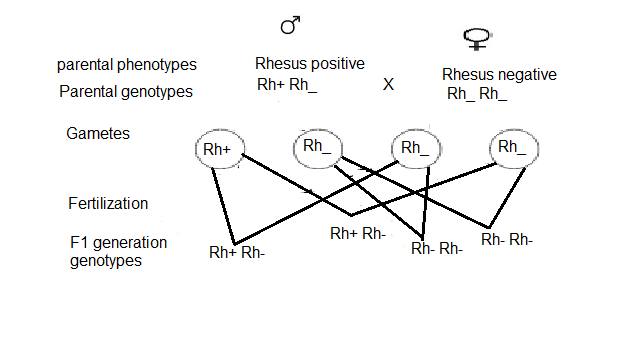 ♂
♀
parental phenotypes Rhesus positive Rhesus negative
Parental genotypes Rh+ Rh_ X Rh_ Rh_
Gametes Rh+ Rh_ Rh_ Rh_
Fertilization
F1 generation
genotypes
Rh+ Rh- Rh+ Rh- Rh- Rh- Rh- Rh-